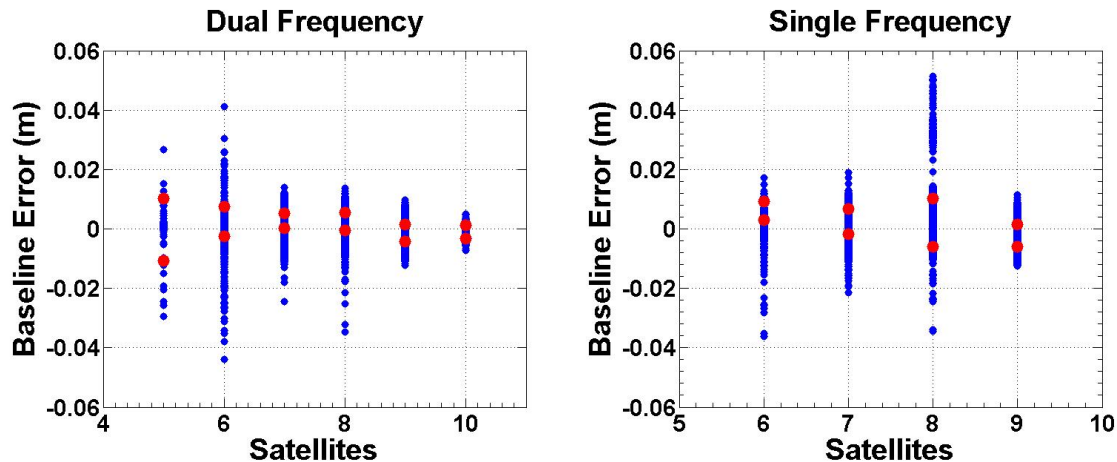 Dual Frequency
0.06
0.04
0.02
0
-0.02
-0.04
-0.06
Baseline Error (m)
4 6 8 10
Satellites
Single Frequency
0.06
0.04
0.02
0
-0.02
-0.04
-0.06
Baseline Error (m)
5 6 7 8 9 10
Satellites